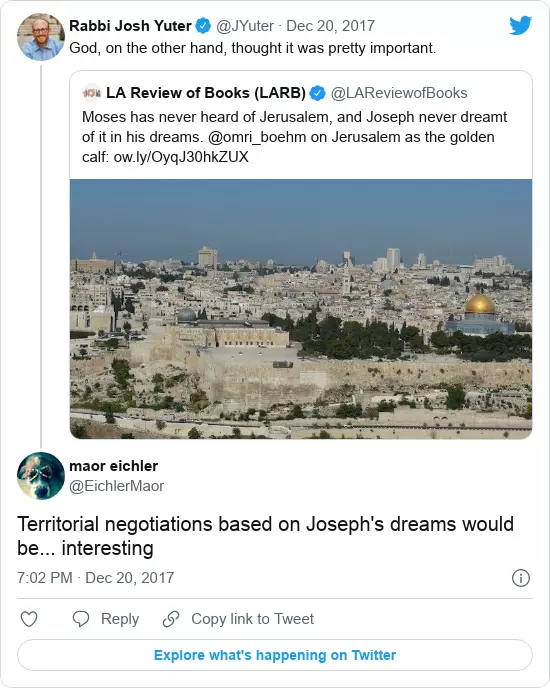 Rabbi Josh Yuter @JYuter · Dec 20, 2017
God, on the other hand, thought it was pretty important.
LA Review of Books (LARB) @LAReviewofBooks
Moses has never heard of Jerusalem, and Joseph never dreamt
of it in his dreams. @omri_boehm on Jerusalem as the golden
calf: ow.ly/OyqJ30hkZUX
maor eichler
@EichlerMaor
Territorial negotiations based on Joseph's dreams would
be... interesting
7:02 PM · Dec 20, 2017
Reply Copy link to Tweet
Explore what's happening on Twitter